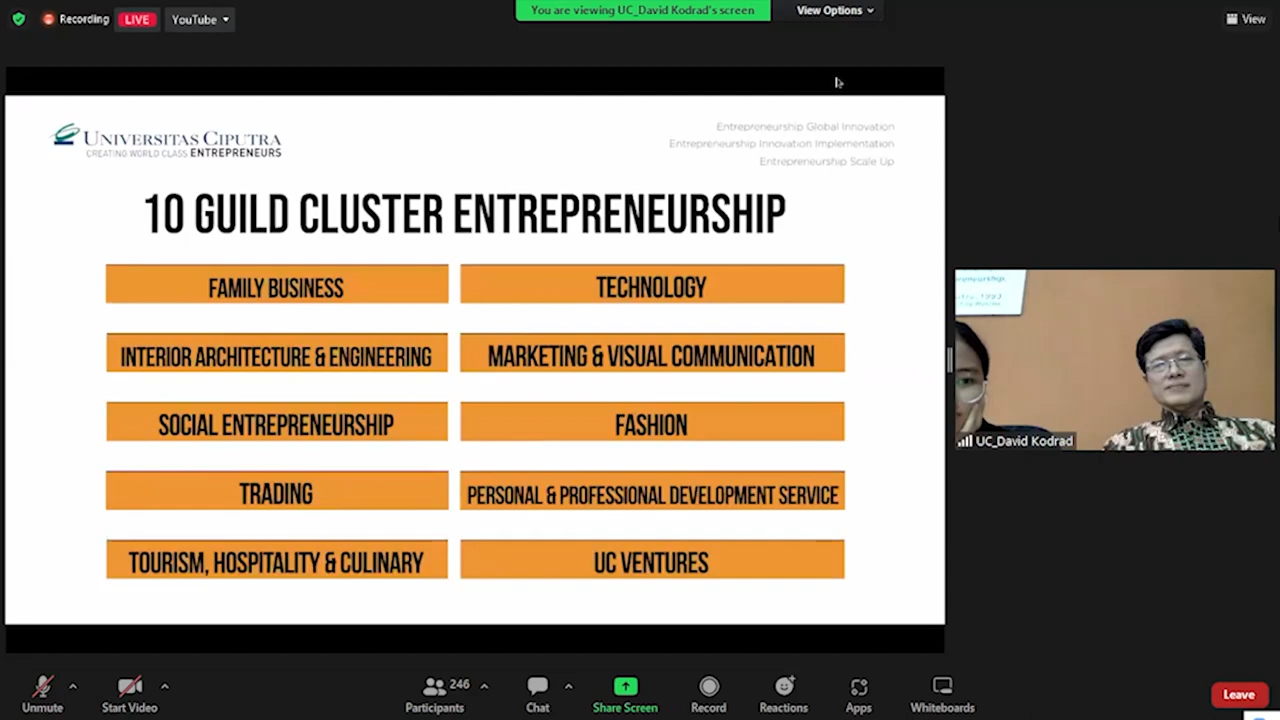 Recording
LIVE
YouTube
You are viewing UC_David Kodrad's screen
View Options
View
UNIVERSITAS CIPUTRA
CREATING WORLD CLASS ENTREPRENEURS
Entrepreneurship Global Innovation
Entrepreneurship Innovation Implementation
Entrepreneurship Scale Up
10 GUILD CLUSTER ENTREPRENEURSHIP
FAMILY BUSINESS
TECHNOLOGY
INTERIOR ARCHITECTURE & ENGINEERING
MARKETING & VISUAL COMMUNICATION
SOCIAL ENTREPRENEURSHIP
FASHION
TRADING
PERSONAL & PROFESSIONAL DEVELOPMENT SERVICE
TOURISM, HOSPITALITY & CULINARY
UC VENTURES
UC_David Kodrad
Unmute
Start Video
246
Participants
Chat
Share Screen
Record
Reactions
Apps
Whiteboards
Leave